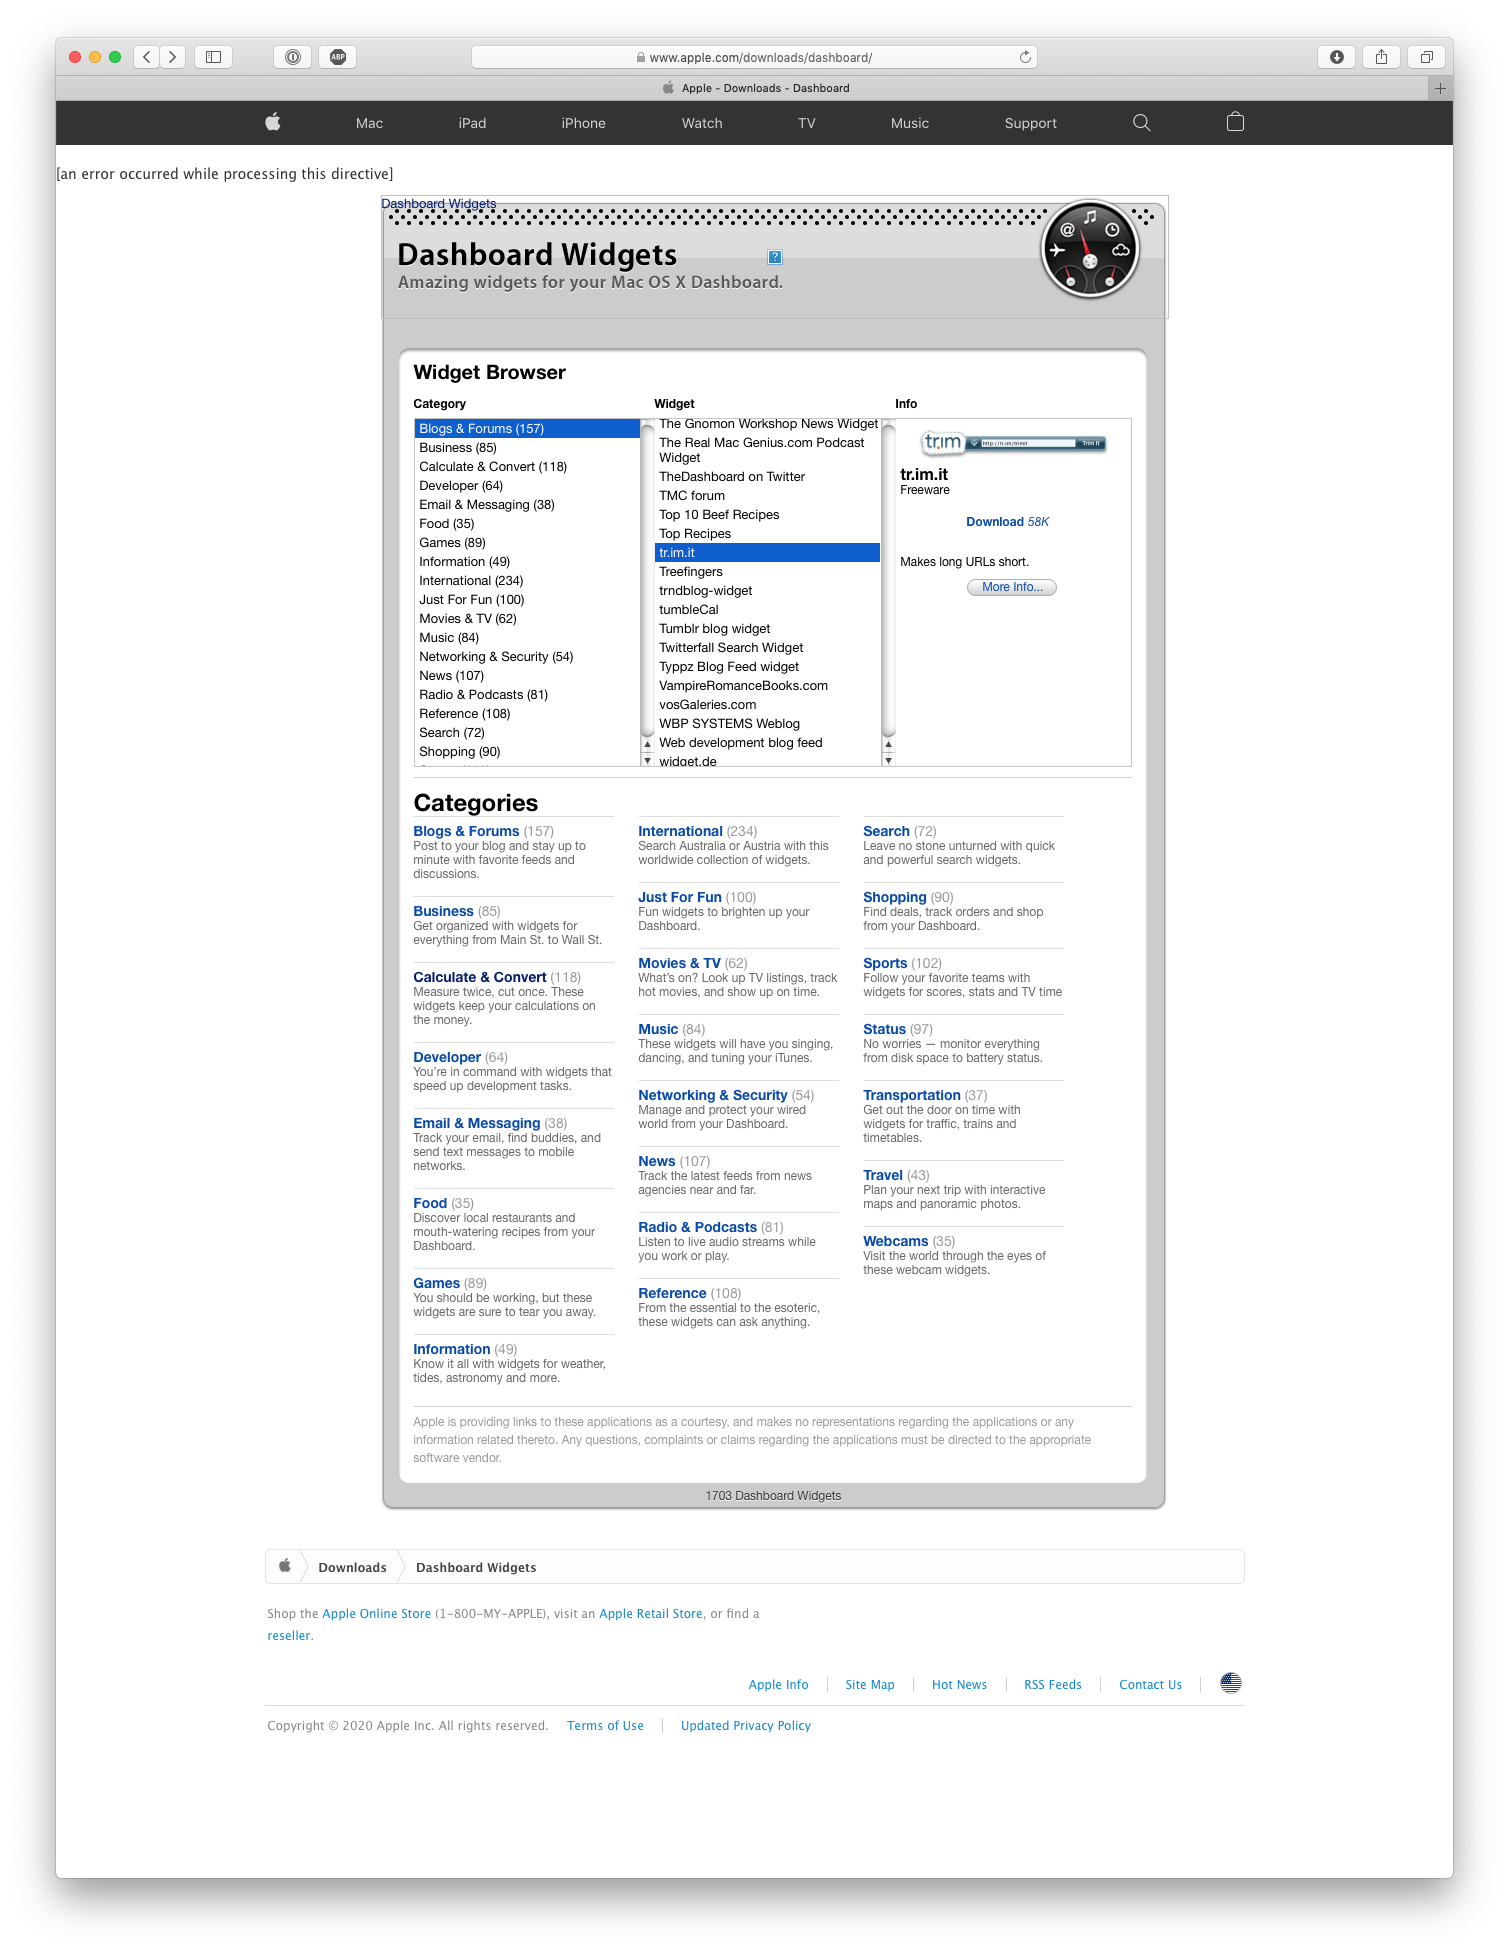 ABP
www.apple.com/downloads/dashboard/
Apple - Downloads - Dashboard
Mac
iPad
iPhone
Watch
TV
Music
Support
[an error occurred while processing this directive]
Dashboard Widgets
Dashboard Widgets
?
Amazing widgets for your Mac OS X Dashboard.
@
Widget Browser
Category
Widget
Info
Blogs & Forums (157)
Business (85)
Calculate & Convert (118)
Developer (64)
Email & Messaging (38)
Food (35)
Games (89)
Information (49)
International (234)
Just For Fun (100)
Movies & TV (62)
Music (84)
Networking & Security (54)
News (107)
Radio & Podcasts (81)
Reference (108)
Search (72)
Shopping (90)
The Gnomon Workshop News Widget
The Real Mac Genius.com Podcast
Widget
TheDashboard on Twitter
TMC forum
Top 10 Beef Recipes
Top Recipes
tr.im.it
Treefingers
trndblog-widget
tumbleCal
Tumblr blog widget
Twitterfall Search Widget
Typpz Blog Feed widget
VampireRomanceBooks.com
vosGaleries.com
WBP SYSTEMS Weblog
Web development blog feed
widget.de
tr.im http://tr.im/trimit Trim It
tr.im.it
Freeware
Download 58K
Makes long URLs short.
More Info...
Categories
Blogs & Forums (157)
Post to your blog and stay up to
minute with favorite feeds and
discussions.
Business (85)
Get organized with widgets for
everything from Main St. to Wall St.
Calculate & Convert (118)
Measure twice, cut once. These
widgets keep your calculations on
the money.
Developer (64)
You're in command with widgets that
speed up development tasks.
Email & Messaging (38)
Track your email, find buddies, and
send text messages to mobile
networks.
Food (35)
Discover local restaurants and
mouth-watering recipes from your
Dashboard.
Games (89)
You should be working, but these
widgets are sure to tear you away.
Information (49)
Know it all with widgets for weather,
tides, astronomy and more.
International (234)
Search Australia or Austria with this
worldwide collection of widgets.
Just For Fun (100)
Fun widgets to brighten up your
Dashboard.
Movies & TV (62)
What's on? Look up TV listings, track
hot movies, and show up on time.
Music (84)
These widgets will have you singing,
dancing, and tuning your iTunes.
Networking & Security (54)
Manage and protect your wired
world from your Dashboard.
News (107)
Track the latest feeds from news
agencies near and far.
Radio & Podcasts (81)
Listen to live audio streams while
you work or play.
Reference (108)
From the essential to the esoteric,
these widgets can ask anything.
Search (72)
Leave no stone unturned with quick
and powerful search widgets.
Shopping (90)
Find deals, track orders and shop
from your Dashboard.
Sports (102)
Follow your favorite teams with
widgets for scores, stats and TV time
Status (97)
No worries — monitor everything
from disk space to battery status.
Transportation (37)
Get out the door on time with
widgets for traffic, trains and
timetables.
Travel (43)
Plan your next trip with interactive
maps and panoramic photos.
Webcams (35)
Visit the world through the eyes of
these webcam widgets.
Apple is providing links to these applications as a courtesy, and makes no representations regarding the applications or any
information related thereto. Any questions, complaints or claims regarding the applications must be directed to the appropriate
software vendor.
1703 Dashboard Widgets
Downloads
Dashboard Widgets
Shop the Apple Online Store (1-800-MY-APPLE), visit an Apple Retail Store, or find a
reseller.
Apple Info
Site Map
Hot News
RSS Feeds
Contact Us
Copyright © 2020 Apple Inc. All rights reserved.
Terms of Use
Updated Privacy Policy